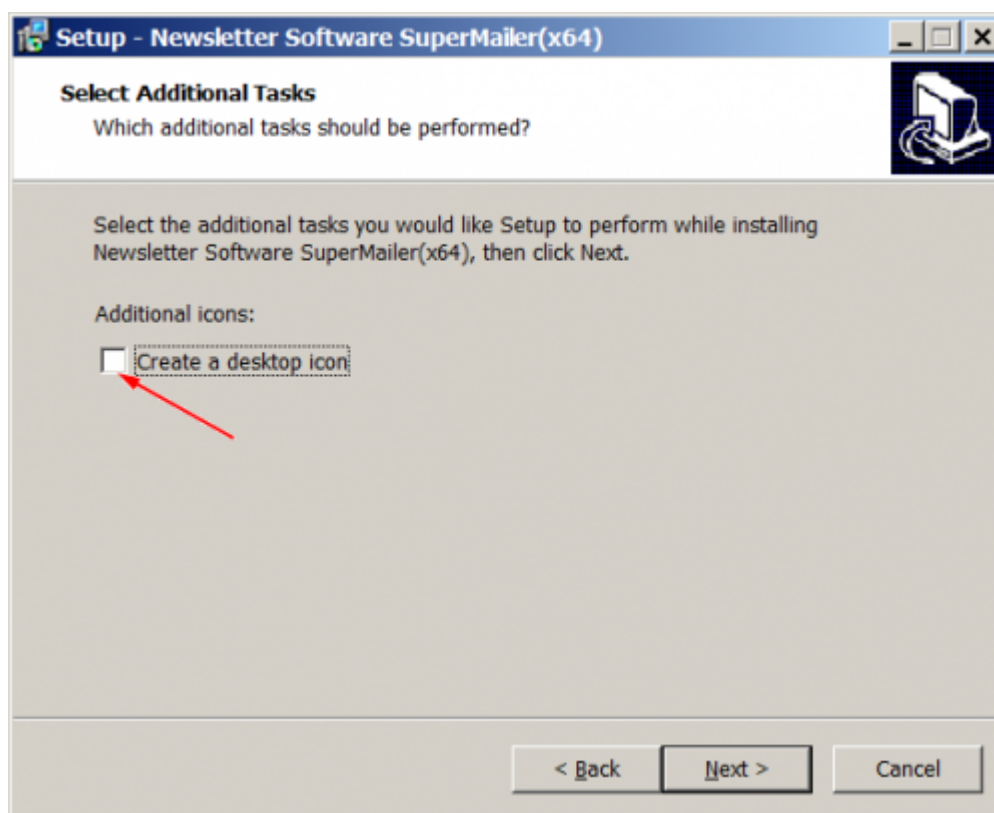 Setup - Newsletter Software SuperMailer(x64)
Select Additional Tasks
Which additional tasks should be performed?
Select the additional tasks you would like Setup to perform while installing
Newsletter Software SuperMailer(x64), then click Next.
Additional icons:
Create a desktop icon
< Back Next > Cancel